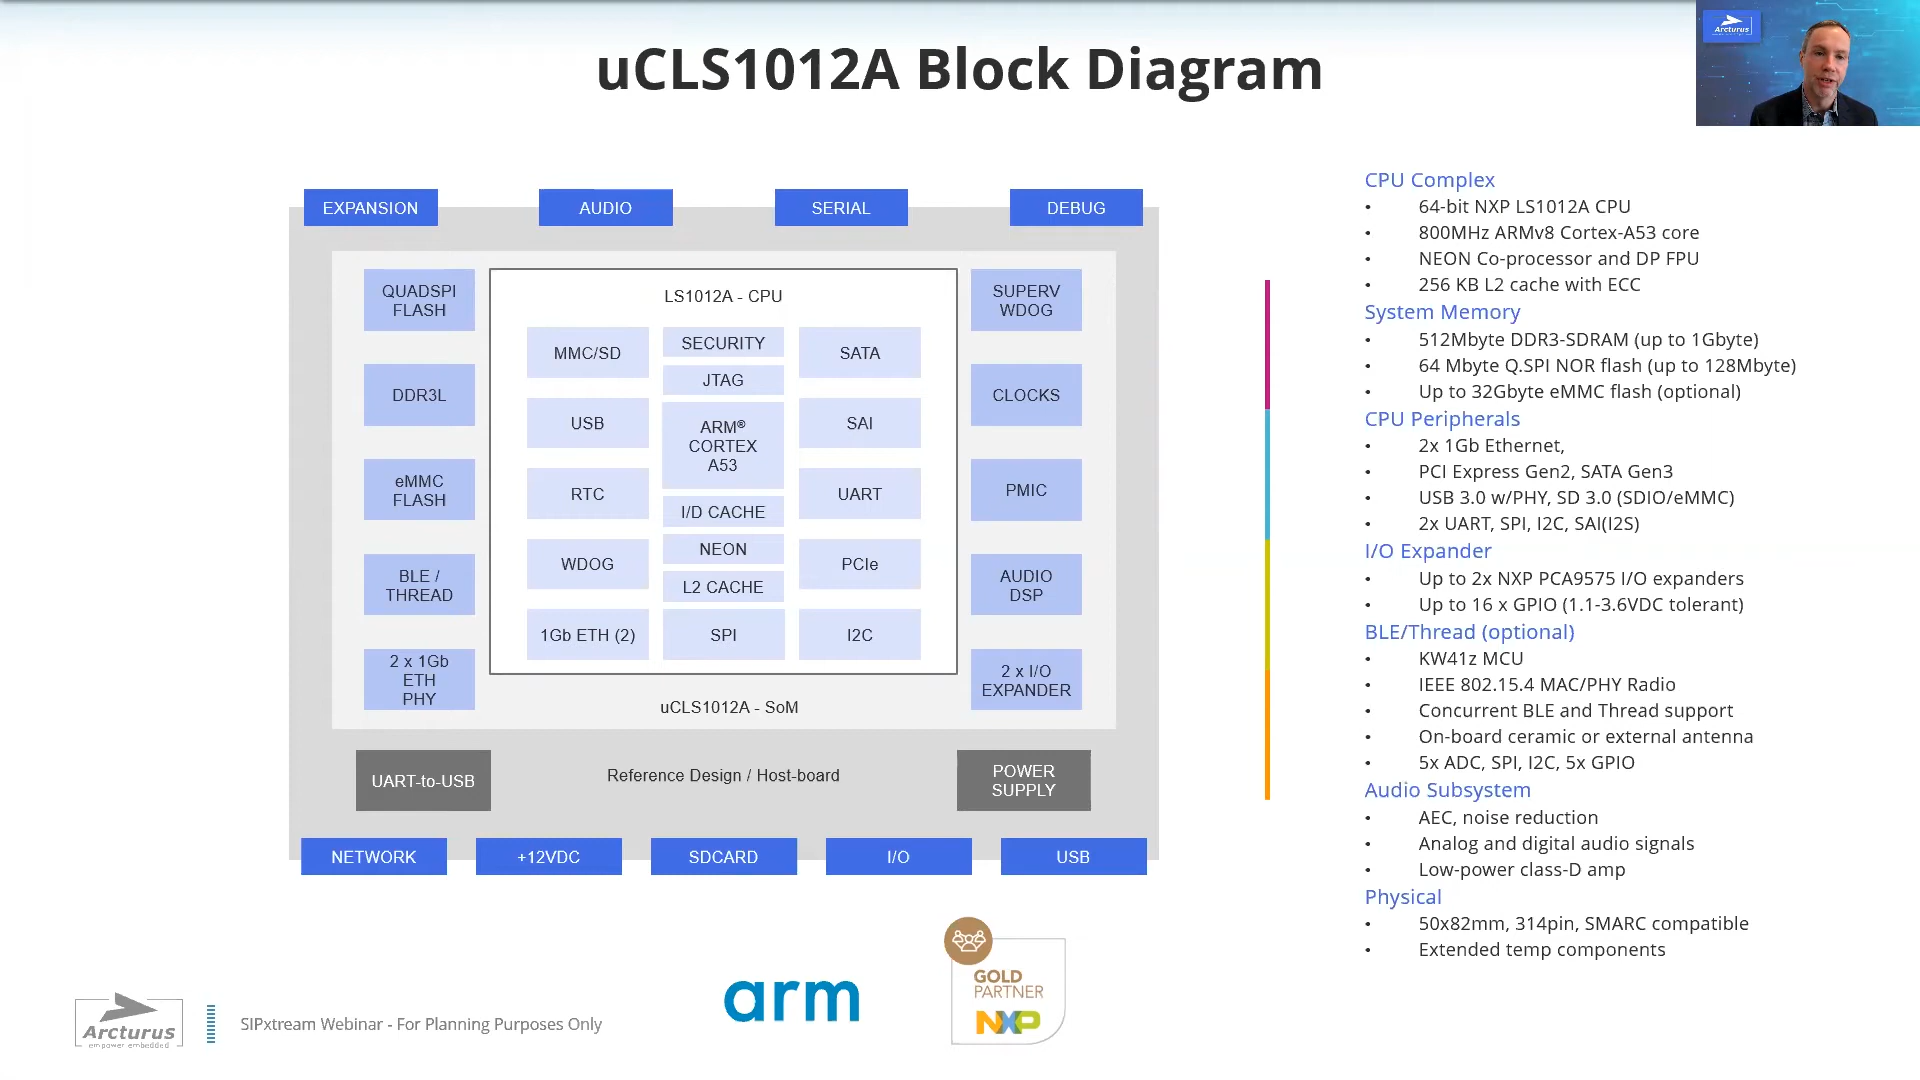 uCLS1012A Block Diagram
Arcturus
EXPANSION
AUDIO
SERIAL
DEBUG
QUADSPI
FLASH
DDR3L
eMMC
FLASH
BLE /
THREAD
2 x 1Gb
ETH
PHY
LS1012A - CPU
MMC/SD
USB
RTC
WDOG
1Gb ETH (2)
SECURITY
JTAG
ARM®
CORTEX
A53
I/D CACHE
NEON
L2 CACHE
SPI
SATA
SAI
UART
PCIe
I2C
SUPERV
WDOG
CLOCKS
PMIC
AUDIO
DSP
2 x I/O
EXPANDER
uCLS1012A - SoM
UART-to-USB
Reference Design / Host-board
POWER
SUPPLY
NETWORK
+12VDC
SDCARD
I/O
USB
CPU Complex
• 64-bit NXP LS1012A CPU
• 800MHz ARMv8 Cortex-A53 core
• NEON Co-processor and DP FPU
• 256 KB L2 cache with ECC
System Memory
• 512Mbyte DDR3-SDRAM (up to 1Gbyte)
• 64 Mbyte Q.SPI NOR flash (up to 128Mbyte)
• Up to 32Gbyte eMMC flash (optional)
CPU Peripherals
• 2x 1Gb Ethernet,
• PCI Express Gen2, SATA Gen3
• USB 3.0 w/PHY, SD 3.0 (SDIO/eMMC)
• 2x UART, SPI, I2C, SAI(I2S)
I/O Expander
• Up to 2x NXP PCA9575 I/O expanders
• Up to 16 x GPIO (1.1-3.6VDC tolerant)
BLE/Thread (optional)
• KW41z MCU
• IEEE 802.15.4 MAC/PHY Radio
• Concurrent BLE and Thread support
• On-board ceramic or external antenna
• 5x ADC, SPI, I2C, 5x GPIO
Audio Subsystem
• AEC, noise reduction
• Analog and digital audio signals
• Low-power class-D amp
Physical
• 50x82mm, 314pin, SMARC compatible
• Extended temp components
Arcturus
empower embedded
SIPxtream Webinar - For Planning Purposes Only
arm
GOLD
PARTNER
NXP